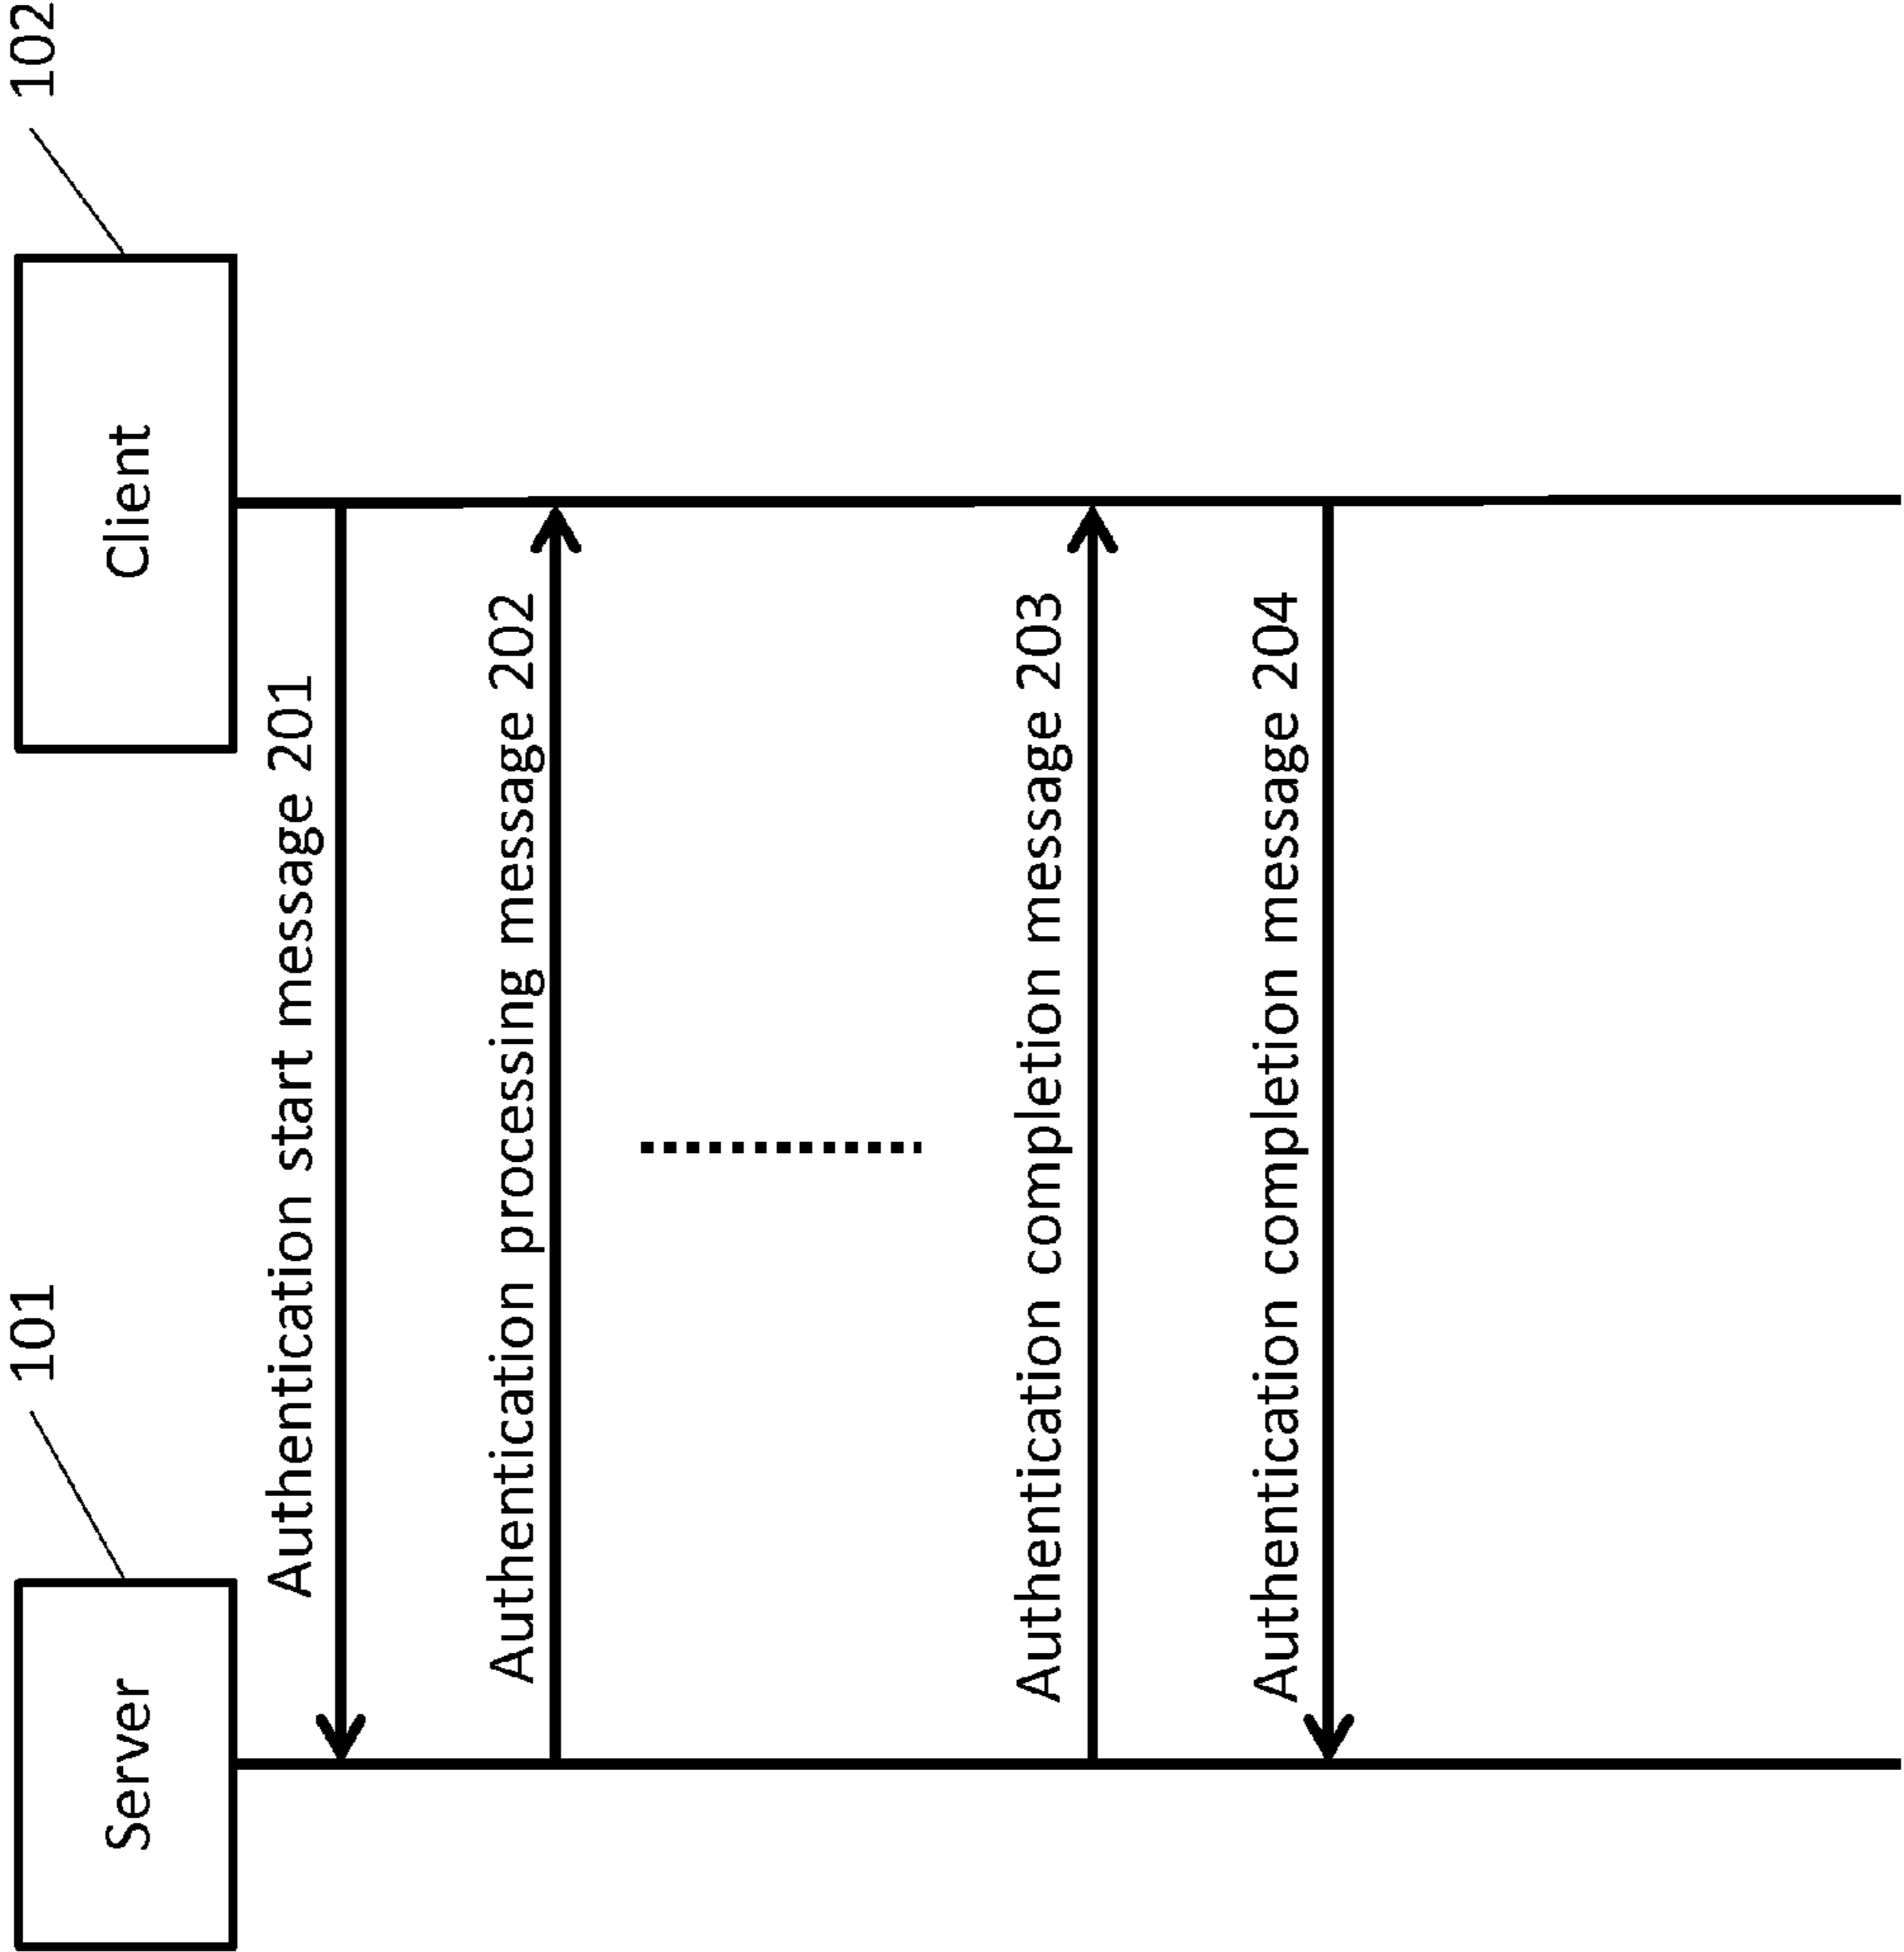 101
102
Server
Client
Authentication start message 201
Authentication processing message 202
Authentication completion message 203
Authentication completion message 204